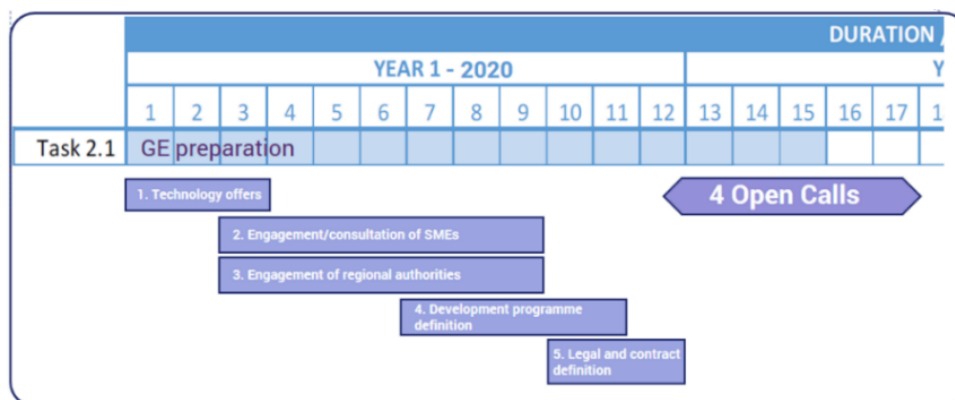 DURATION
YEAR 1 - 2020 Y
1 2 3 4 5 6 7 8 9 10 11 12 13 14 15 16 17
Task 2.1 GE preparation
1. Technology offers
4 Open Calls
2. Engagement/consultation of SMEs
3. Engagement of regional authorities
4. Development programme
definition
5. Legal and contract
definition